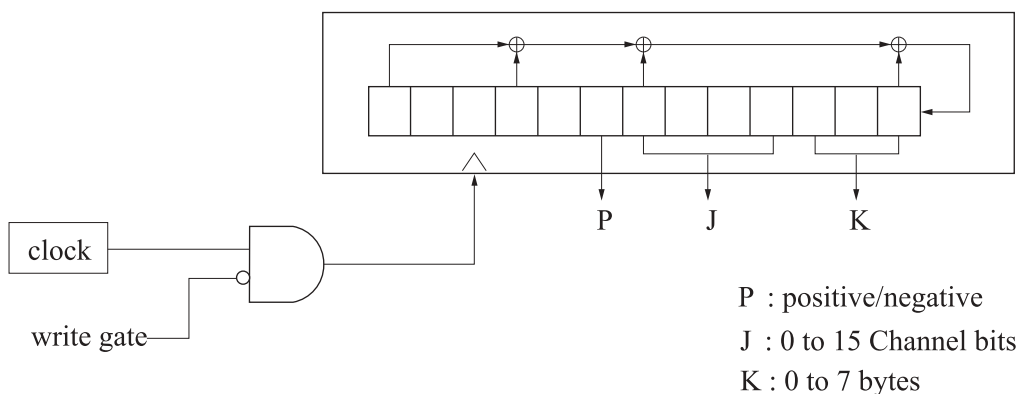 P
J
K
clock
write gate
P : positive/negative
J : 0 to 15 Channel bits
K : 0 to 7 bytes